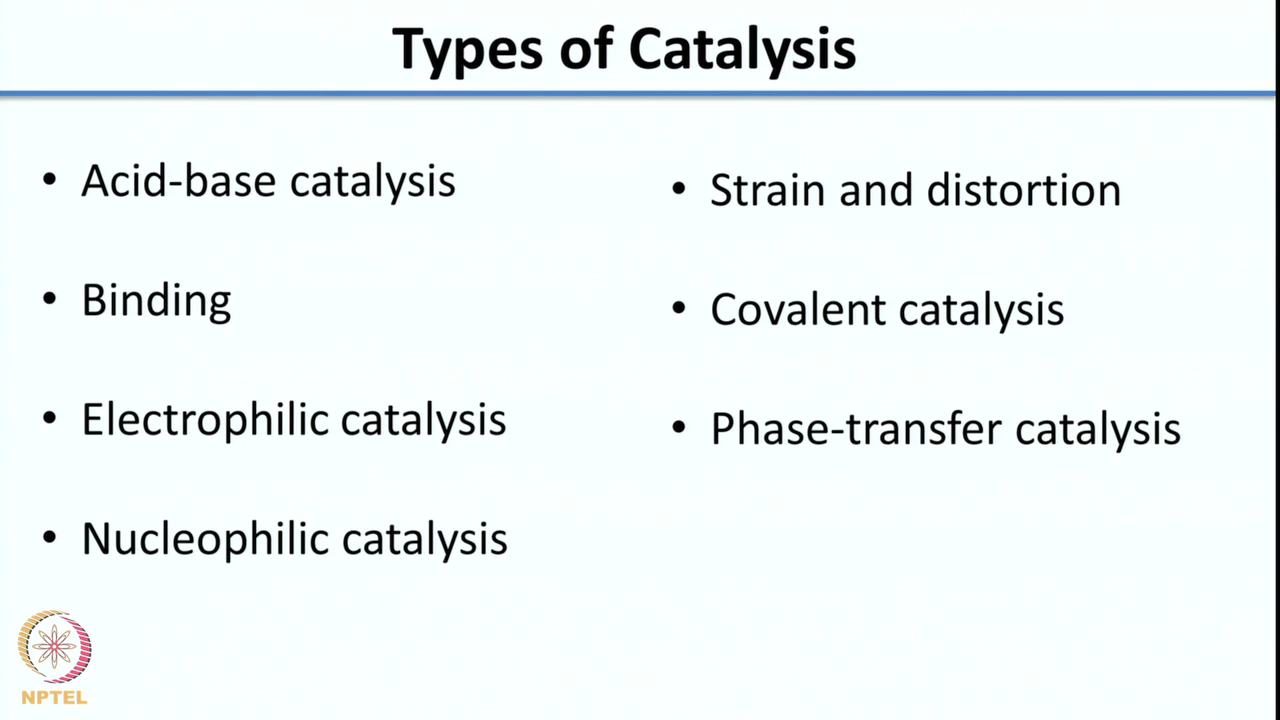 Types of Catalysis
• Acid-base catalysis
• Binding
• Electrophilic catalysis
• Nucleophilic catalysis
• Strain and distortion
• Covalent catalysis
• Phase-transfer catalysis
NPTEL